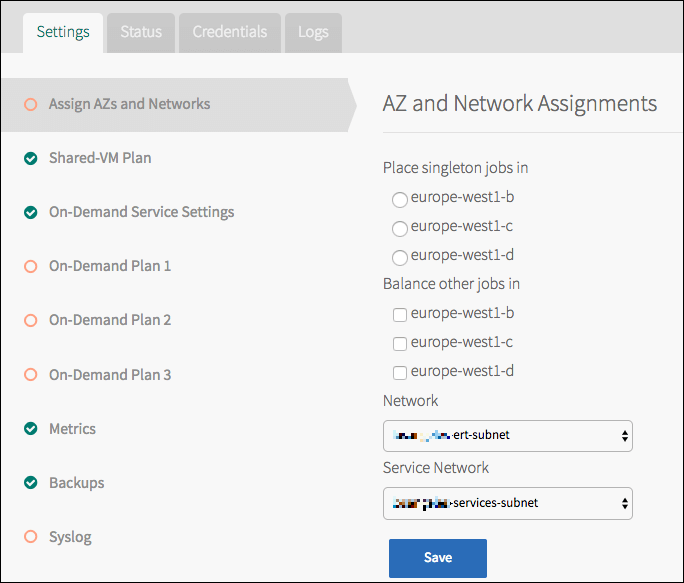 Settings
Status
Credentials
Logs
Assign AZs and Networks
Shared-VM Plan
On-Demand Service Settings
On-Demand Plan 1
On-Demand Plan 2
On-Demand Plan 3
Metrics
Backups
Syslog
AZ and Network Assignments
Place singleton jobs in
europe-west1-b
europe-west1-c
europe-west1-d
Balance other jobs in
europe-west1-b
europe-west1-c
europe-west1-d
Network
-ert-subnet
Service Network
-services-subnet
Save